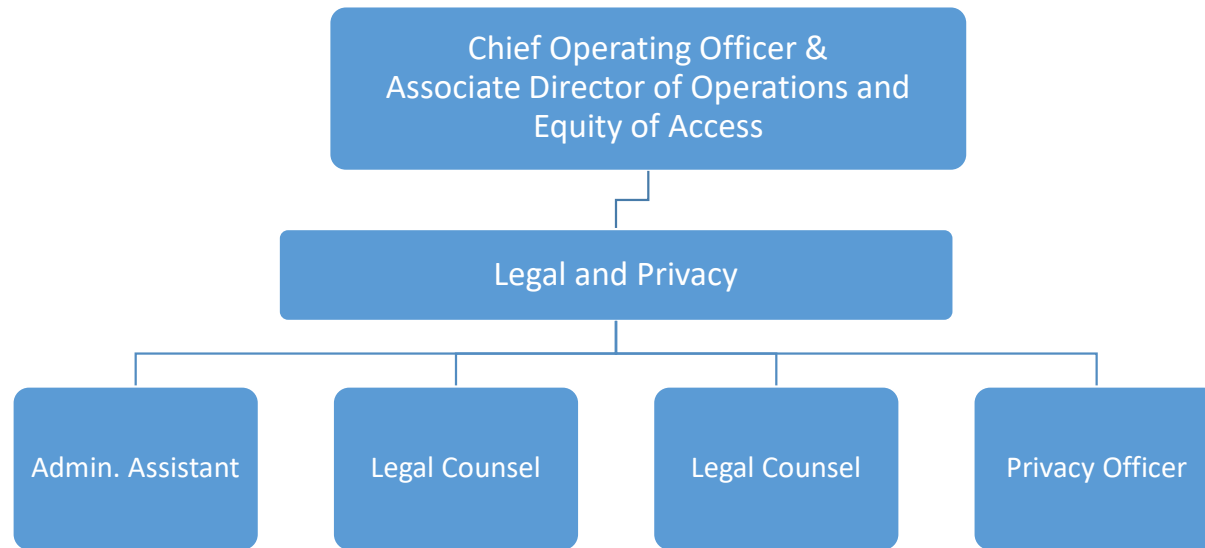 Chief Operating Officer &
Associate Director of Operations and
Equity of Access
Legal and Privacy
Admin. Assistant
Legal Counsel
Legal Counsel
Privacy Officer